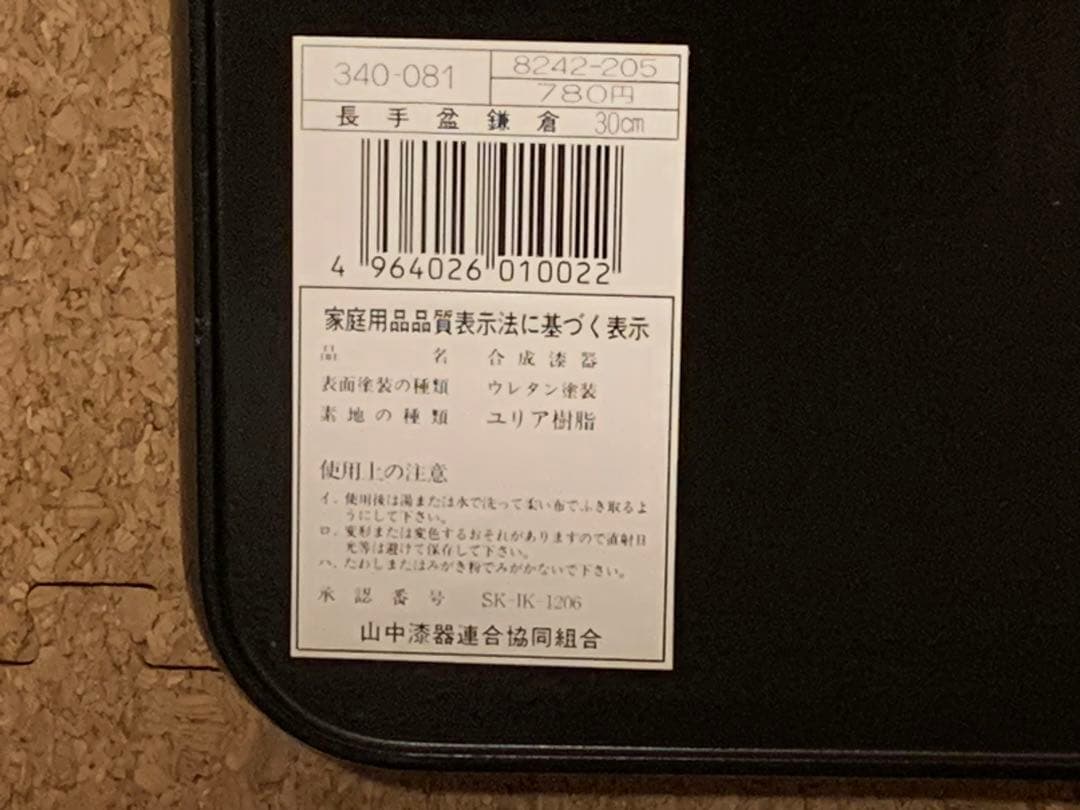 340-081
8242-205
780円
長手盆鎌倉 30cm
4 964026 010022
家庭用品品質表示法に基づく表示
品名 合成漆器
表面塗装の種類 ウレタン塗装
素地の種類 ユリア樹脂
使用上の注意
イ. 使用後は湯または水で洗って柔い布でふき取るよ
うにして下さい。
ロ. 変形または変色するおそれがありますので直射日
光等は避けて保存して下さい。
ハ. たわしまたはみがき粉でみがかないで下さい。
承認番号 SK-IK-1206
山中漆器連合協同組合